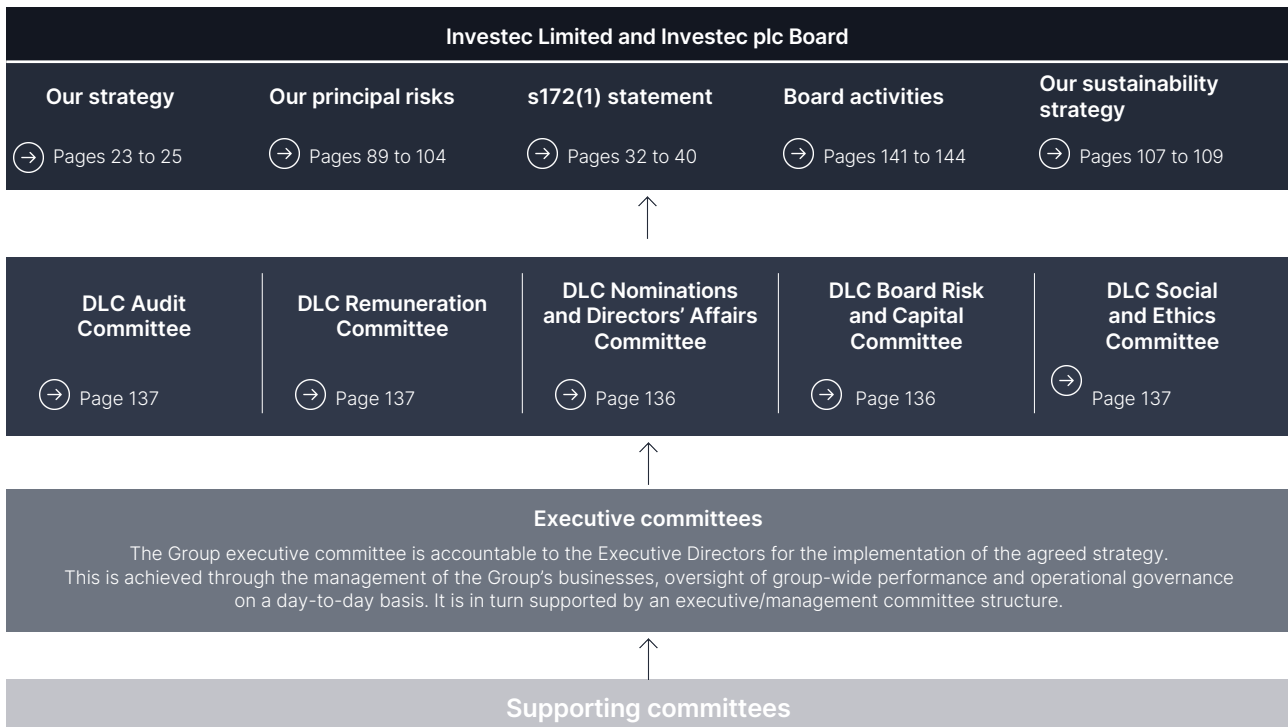 Investec Limited and Investec plc Board
Our strategy
Pages 23 to 25
Our principal risks
Pages 89 to 104
s172(1) statement
Pages 32 to 40
Board activities
Pages 141 to 144
Our sustainability
strategy
Pages 107 to 109
DLC Audit
Committee
Page 137
DLC Remuneration
Committee
Page 137
DLC Nominations
and Directors’ Affairs
Committee
Page 136
DLC Board Risk
and Capital
Committee
Page 136
DLC Social
and Ethics
Committee
Page 137
Executive committees
The Group executive committee is accountable to the Executive Directors for the implementation of the agreed strategy.
This is achieved through the management of the Group’s businesses, oversight of group-wide performance and operational governance
on a day-to-day basis. It is in turn supported by an executive/management committee structure.
Supporting committees